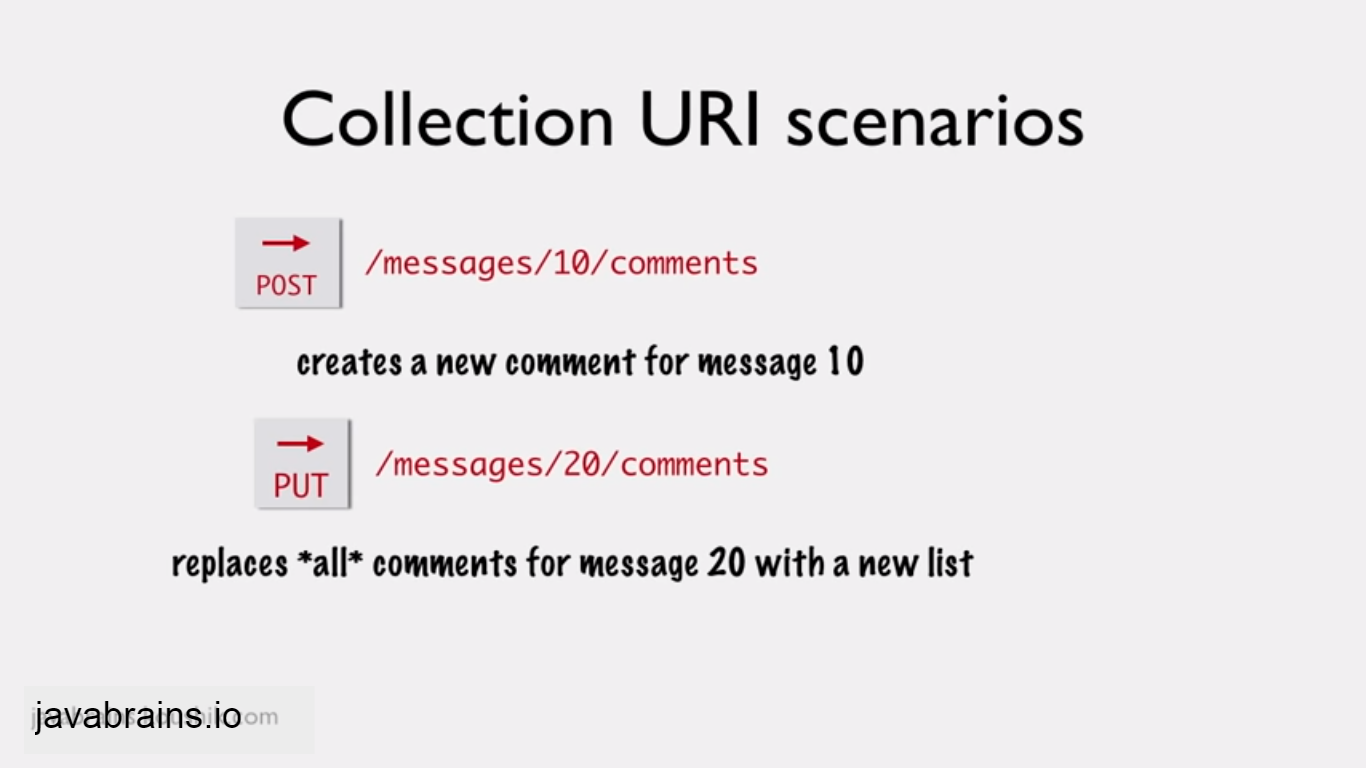 Collection URI scenarios
POST
/messages/10/comments
creates a new comment for message 10
PUT
/messages/20/comments
replaces *all* comments for message 20 with a new list
javabrains.io